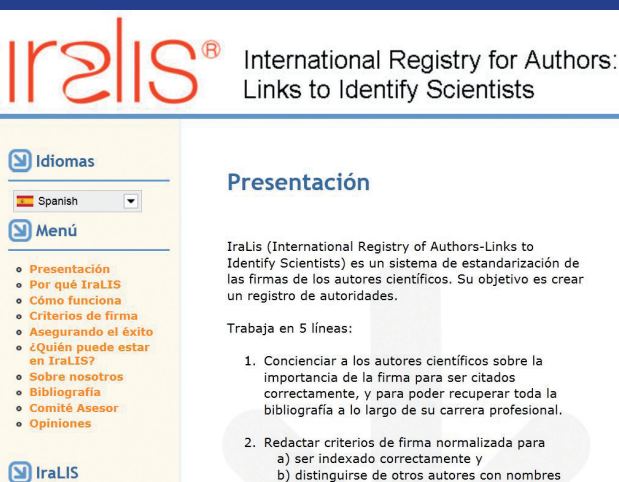 Iralis®
International Registry for Authors:
Links to Identify Scientists
Idiomas
Spanish
Menú
Presentación
Por qué IraLIS
Cómo funciona
Criterios de firma
Asegurando el éxito
¿Quién puede estar
en IraLIS?
Sobre nosotros
Bibliografía
Comité Asesor
Opiniones
IraLIS
Presentación
IraLis (International Registry of Authors-Links to
Identify Scientists) es un sistema de estandarización de
las firmas de los autores científicos. Su objetivo es crear
un registro de autoridades.
Trabaja en 5 líneas:
1. Concienciar a los autores científicos sobre la
importancia de la firma para ser citados
correctamente, y para poder recuperar toda la
bibliografía a lo largo de su carrera profesional.
2. Redactar criterios de firma normalizada para
a) ser indexado correctamente y
b) distinguirse de otros autores con nombres